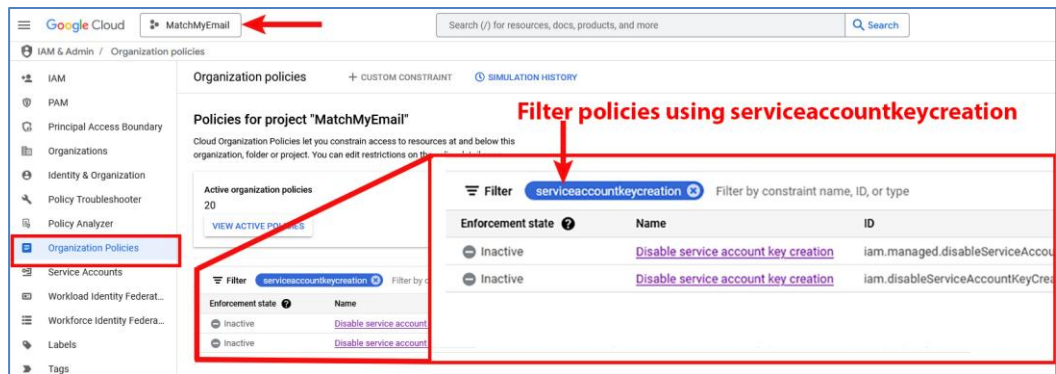 Google Cloud MatchMyEmail Search (/) for resources, docs, products, and more Search
IAM & Admin / Organization policies
IAM
PAM
Principal Access Boundary
Organizations
Identity & Organization
Policy Troubleshooter
Policy Analyzer
Organization Policies
Service Accounts
Workload Identity Federat...
Workforce Identity Federa...
Labels
Tags
Organization policies + CUSTOM CONSTRAINT SIMULATION HISTORY
Filter policies using serviceaccountkeycreation
Policies for project "MatchMyEmail"
Cloud Organization Policies let you constrain access to resources at and below this
organization, folder or project. You can edit restrictions on the
Active organization policies
20
VIEW ACTIVE POLICIES
Filter serviceaccountkeycreation Filter by
Enforcement state Name
Inactive Disable service account
Inactive Disable service account
Filter serviceaccountkeycreation Filter by constraint name, ID, or type
Enforcement state Name ID
Inactive Disable service account key creation iam.managed.disableServiceAccou
Inactive Disable service account key creation iam.disableServiceAccountKeyCrea